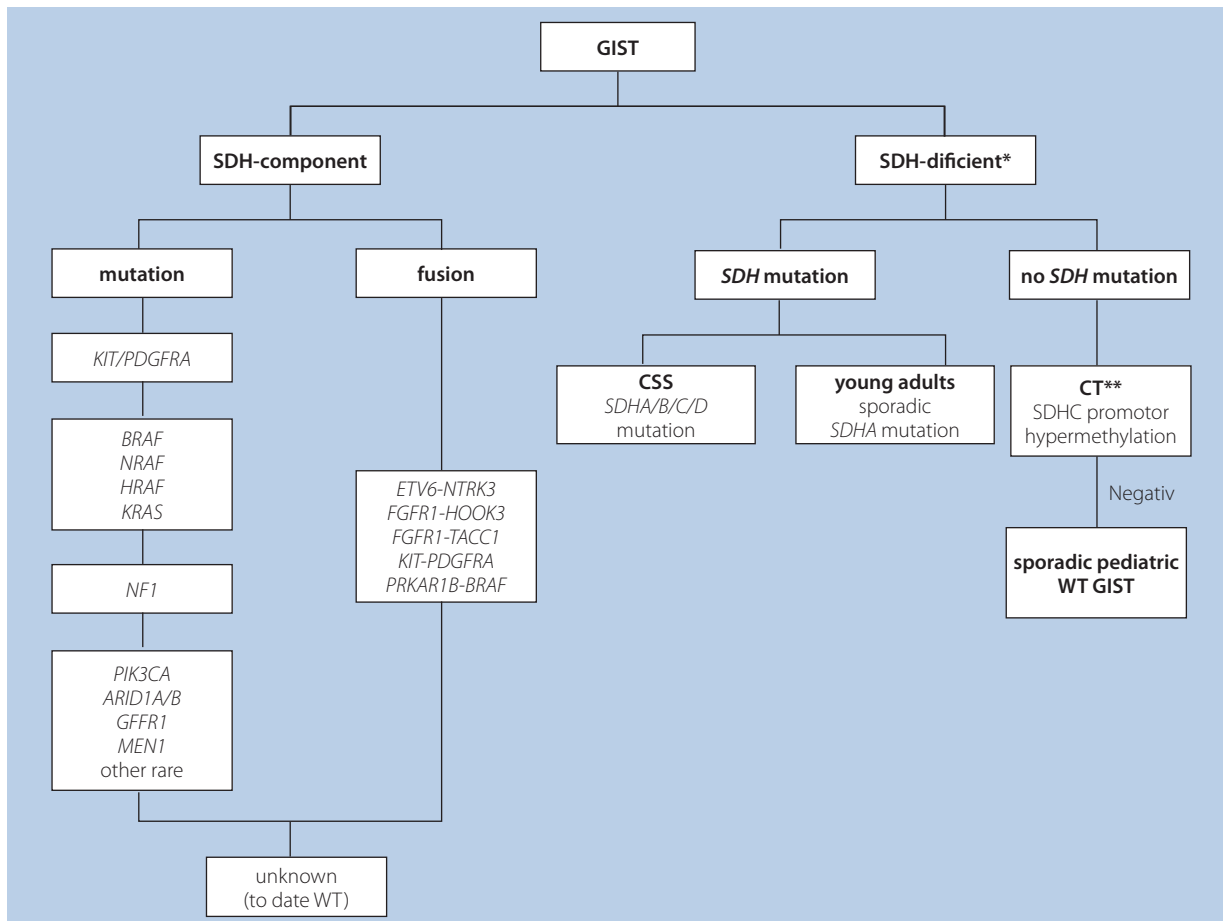 GIST
SDH-component
SDH-dificient*
mutation
fusion
SDH mutation
no SDH mutation
KIT/PDGFRA
CSS
SDHA/B/C/D
mutation
young adults
sporadic
SDHA mutation
CT**
SDHC promotor
hypermethylation
BRAF
NRAF
HRAF
KRAS
ETV6-NTRK3
FGFR1-HOOK3
FGFR1-TACC1
KIT-PDGFRA
PRKAR1B-BRAF
Negativ
sporadic pediatric
WT GIST
NF1
PIK3CA
ARID1A/B
GFFR1
MEN1
other rare
unknown
(to date WT)